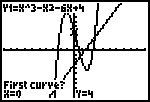 Y1=X^3-X2-6X+4
First curve?
X=0 Y=4